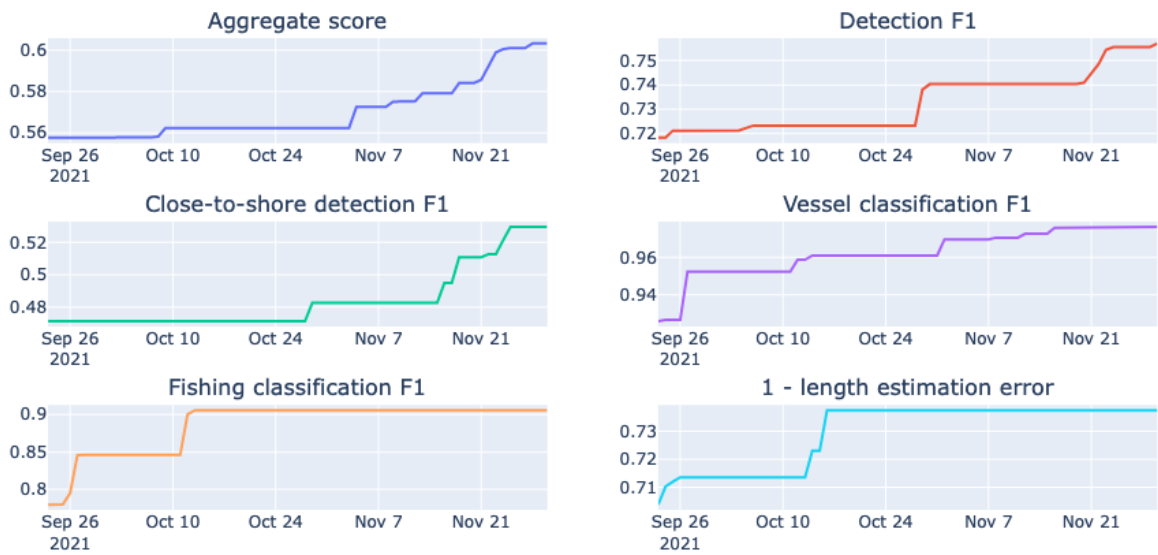 Aggregate score
0.6
0.58
0.56
Sep 26
2021
Oct 10
Oct 24
Nov 7
Nov 21
Detection F1
0.75
0.74
0.73
0.72
Sep 26
2021
Oct 10
Oct 24
Nov 7
Nov 21
Close-to-shore detection F1
0.52
0.5
0.48
Sep 26
2021
Oct 10
Oct 24
Nov 7
Nov 21
Vessel classification F1
0.96
0.94
Sep 26
2021
Oct 10
Oct 24
Nov 7
Nov 21
Fishing classification F1
0.9
0.85
0.8
Sep 26
2021
Oct 10
Oct 24
Nov 7
Nov 21
1 - length estimation error
0.73
0.72
0.71
Sep 26
2021
Oct 10
Oct 24
Nov 7
Nov 21